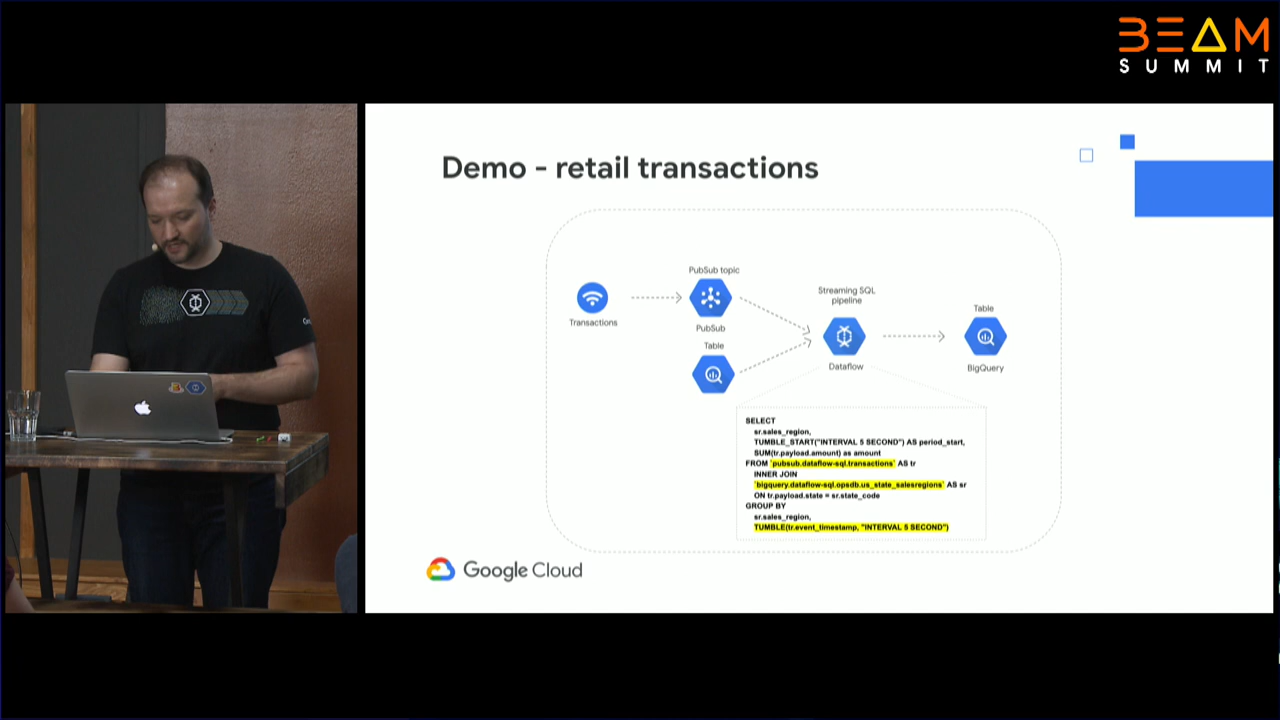 BEAM
SUMMIT
Demo - retail transactions
PubSub topic
Transactions
PubSub
Table
Streaming SQL
pipeline
Dataflow
Table
BigQuery
SELECT
sr.sales_region,
TUMBLE_START("INTERVAL 5 SECOND") AS period_start,
SUM(tr.payload.amount) as amount
FROM `pubsub.dataflow-sql.transactions` AS tr
INNER JOIN
`bigquery.dataflow-sql.opsdb.us_state_salesregions` AS sr
ON tr.payload.state = sr.state_code
GROUP BY
sr.sales_region,
TUMBLE(tr.event_timestamp, "INTERVAL 5 SECOND")
Google Cloud